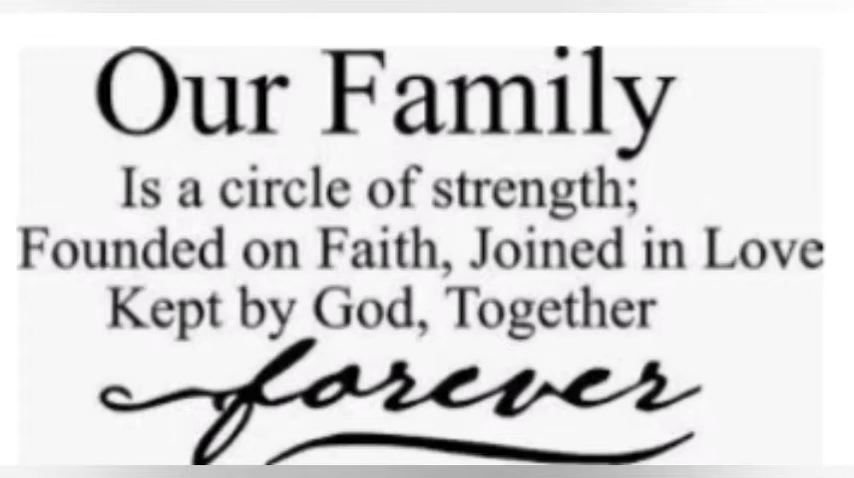 Our Family
Is a circle of strength;
Founded on Faith, Joined in Love
Kept by God, Together
forever